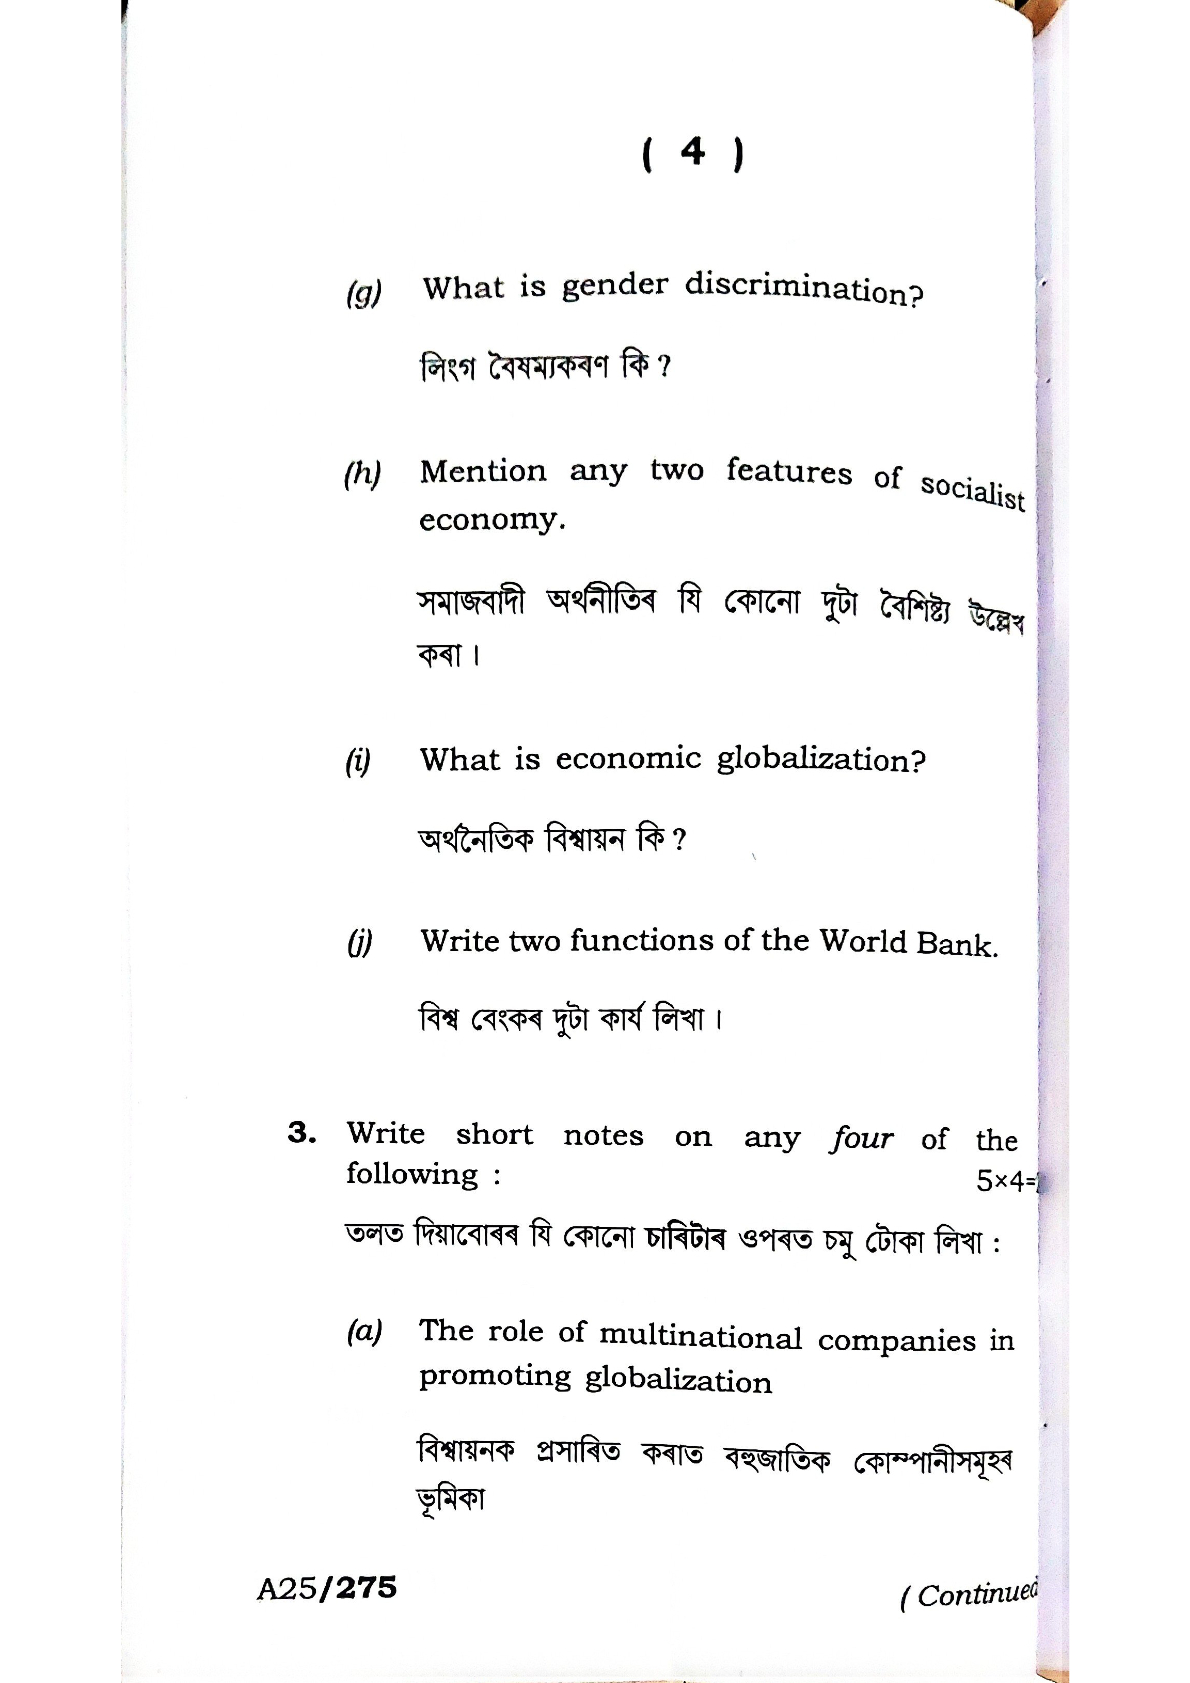 ( 4 )
(g) What is gender discrimination?
লিংগ বৈষম্যকৰণ কি ?
(h) Mention any two features of socialist
economy.
সমাজবাদী অৰ্থনীতিৰ যি কোনো দুটা বৈশিষ্ট্য উল্লেখ
কৰা ।
(i) What is economic globalization?
অৰ্থনৈতিক বিশ্বায়ন কি ?
(j) Write two functions of the World Bank.
বিশ্ব বেংকৰ দুটা কাৰ্য লিখা ।
3. Write short notes on any four of the
following : 5×4=
তলত দিয়াবোৰৰ যি কোনো চাৰিটাৰ ওপৰত চমু টোকা লিখা :
(a) The role of multinational companies in
promoting globalization
বিশ্বায়নক প্ৰসাৰিত কৰাত বহুজাতিক কোম্পানীসমূহৰ
ভূমিকা
A25/275 ( Continued